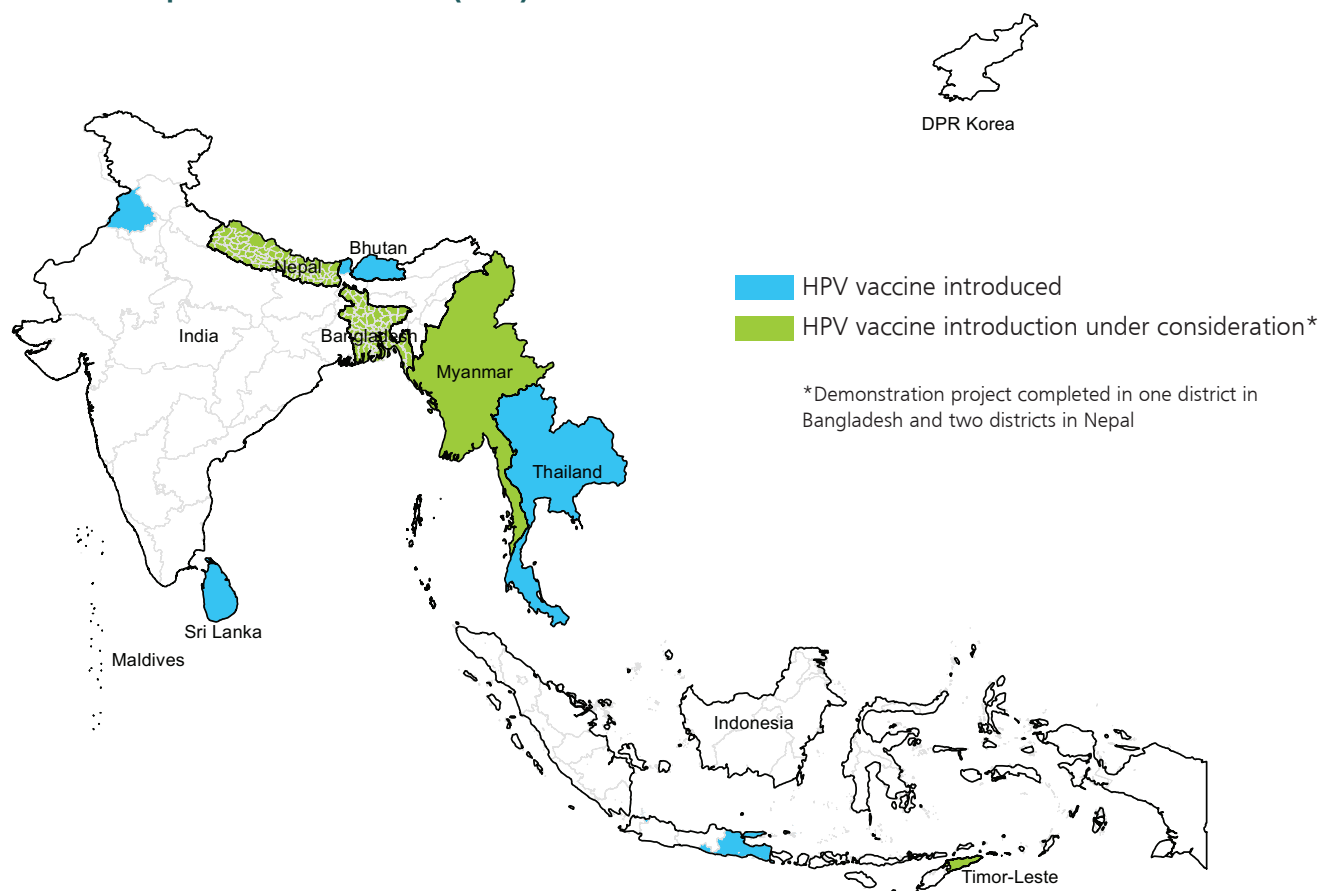 DPR Korea
Bhutan
Nepal
India
Bangladesh
Myanmar
Thailand
Sri Lanka
Maldives
Indonesia
Timor-Leste
HPV vaccine introduced
HPV vaccine introduction under consideration*
*Demonstration project completed in one district in
Bangladesh and two districts in Nepal